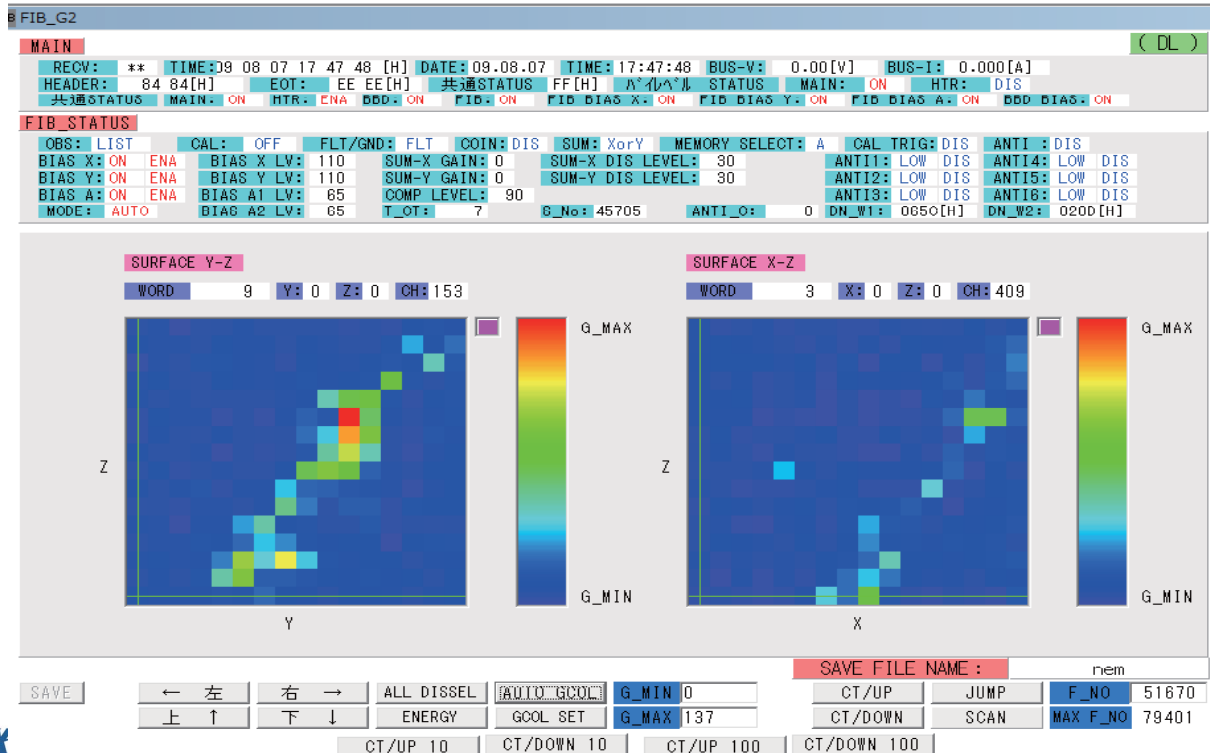 FIB_G2
MAIN ( DL )
RECV: ** TIME: 09 08 07 17 47 48 [H] DATE: 09.08.07 TIME: 17:47:48 BUS-V: 0.00[V] BUS-I: 0.000[A]
HEADER: 84 84[H] EOT: EE EE[H] 共通STATUS FF[H] ハイレベル STATUS MAIN: ON HTR: DIS
共通STATUS MAIN: ON HTR: ENA BBD: ON FIB: ON FIB BIAS X: ON FIB BIAS Y: ON FIB BIAS A: ON BBD BIAS: ON
FIB_STATUS
OBS: LIST CAL: OFF FLT/GND: FLT COIN: DIS SUM: XorY MEMORY SELECT: A CAL TRIG: DIS ANTI : DIS
BIAS X: ON ENA BIAS X LV: 110 SUM-X GAIN: 0 SUM-X DIS LEVEL: 30 ANTI1: LOW DIS ANTI4: LOW DIS
BIAS Y: ON ENA BIAS Y LV: 110 SUM-Y GAIN: 0 SUM-Y DIS LEVEL: 30 ANTI2: LOW DIS ANTI5: LOW DIS
BIAS A: ON ENA BIAS A1 LV: 65 COMP LEVEL: 90 ANTI3: LOW DIS ANTI6: LOW DIS
MODE: AUTO BIAS A2 LV: 65 T_OT: 7 G_No: 45705 ANTI_O: 0 DN_W1: 0650[H] DN_W2: 020D[H]
SURFACE Y-Z SURFACE X-Z
WORD 9 Y: 0 Z: 0 CH: 153 WORD 3 X: 0 Z: 0 CH: 409
G_MAX G_MAX
Z Z
G_MIN G_MIN
Y X
SAVE FILE NAME : nem
SAVE ← 左 右 → ALL DISSEL AUTO GCOL G_MIN 0 CT/UP JUMP F_NO 51670
上 ↑ 下 ↓ ENERGY GCOL SET G_MAX 137 CT/DOWN SCAN MAX F_NO 79401
CT/UP 10 CT/DOWN 10 CT/UP 100 CT/DOWN 100